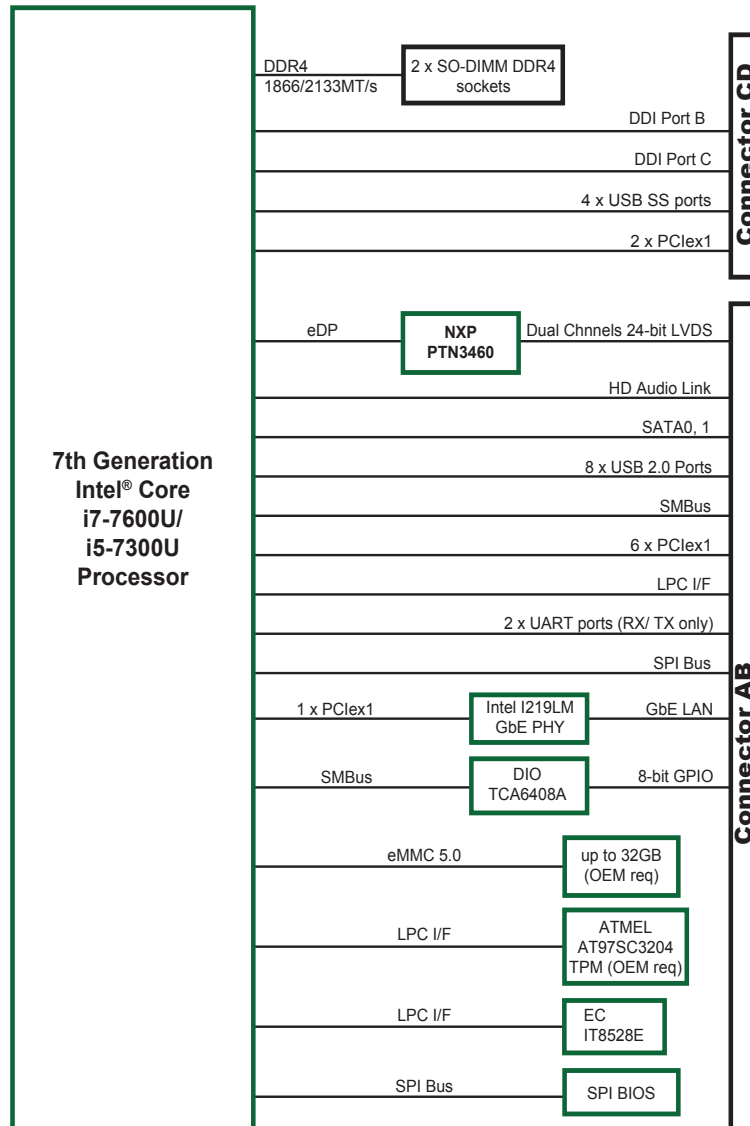 DDR4
1866/2133MT/s
2 x SO-DIMM DDR4
sockets
DDI Port B
DDI Port C
4 x USB SS ports
2 x PCIex1
Connector CD
eDP
NXP
PTN3460
Dual Chnnels 24-bit LVDS
HD Audio Link
SATA0, 1
8 x USB 2.0 Ports
SMBus
6 x PCIex1
LPC I/F
2 x UART ports (RX/ TX only)
SPI Bus
7th Generation
Intel® Core
i7-7600U/
i5-7300U
Processor
1 x PCIex1
Intel I219LM
GbE PHY
GbE LAN
SMBus
DIO
TCA6408A
8-bit GPIO
Connector AB
eMMC 5.0
up to 32GB
(OEM req)
LPC I/F
ATMEL
AT97SC3204
TPM (OEM req)
LPC I/F
EC
IT8528E
SPI Bus
SPI BIOS